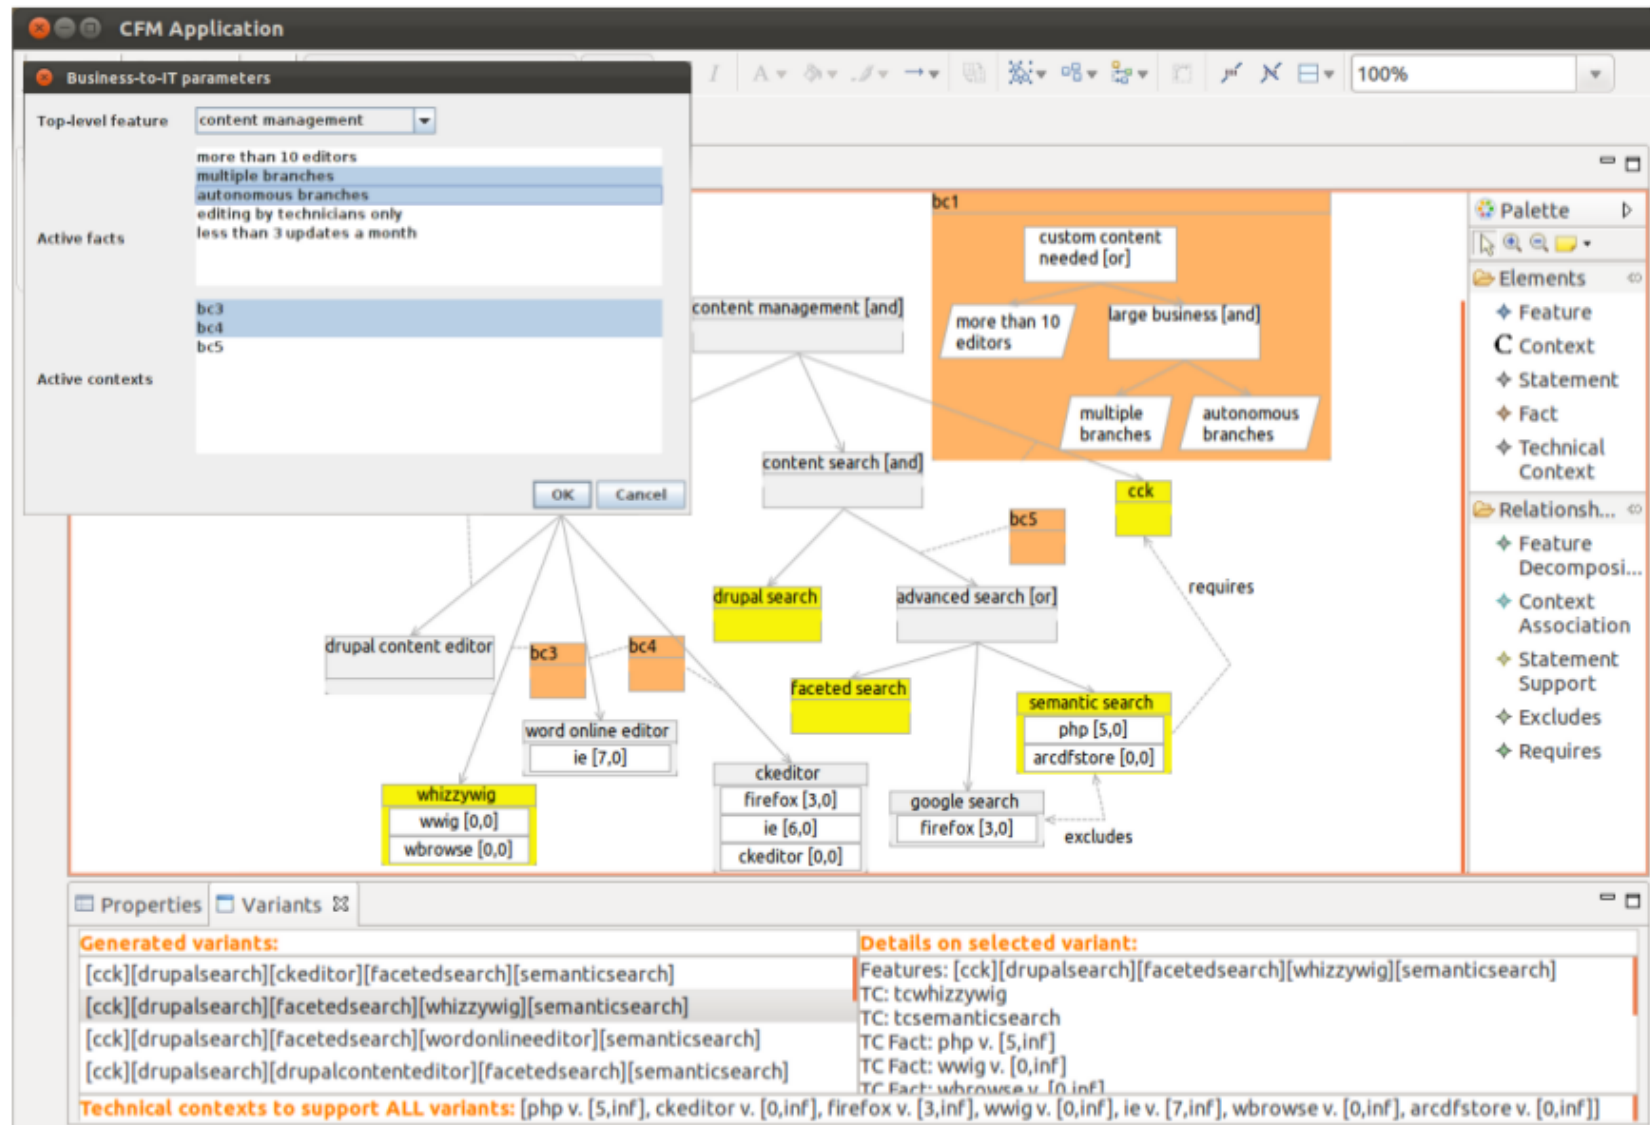 CFM Application
Business-to-IT parameters
100%
Top-level feature
content management
more than 10 editors
multiple branches
autonomous branches
editing by technicians only
less than 3 updates a month
Active facts
bc3
bc4
bc5
Active contexts
OK
Cancel
bc1
custom content
needed [or]
more than 10
editors
large business [and]
multiple
branches
autonomous
branches
content management [and]
content search [and]
cck
bc5
requires
drupal search
advanced search [or]
drupal content editor
bc3
bc4
faceted search
semantic search
php [5,0]
arcdfstore [0,0]
word online editor
ie [7,0]
ckeditor
firefox [3,0]
ie [6,0]
ckeditor [0,0]
whizzywig
wwig [0,0]
wbrowse [0,0]
google search
firefox [3,0]
excludes
Palette
Elements
Feature
C Context
Statement
Fact
Technical
Context
Relationsh...
Feature
Decomposi...
Context
Association
Statement
Support
Excludes
Requires
Properties
Variants
Generated variants:
[cck][drupalsearch][ckeditor][facetedsearch][semanticsearch]
[cck][drupalsearch][facetedsearch][whizzywig][semanticsearch]
[cck][drupalsearch][facetedsearch][wordonlineeditor][semanticsearch]
[cck][drupalsearch][drupalcontenteditor][facetedsearch][semanticsearch]
Details on selected variant:
Features: [cck][drupalsearch][facetedsearch][whizzywig][semanticsearch]
TC: tcwhizzywig
TC: tcsemanticsearch
TC Fact: php v. [5,inf]
TC Fact: wwig v. [0,inf]
TC Fact: wbrowse v. [0,inf]
Technical contexts to support ALL variants: [php v. [5,inf], ckeditor v. [0,inf], firefox v. [3,inf], wwig v. [0,inf], ie v. [7,inf], wbrowse v. [0,inf], arcdfstore v. [0,inf]]